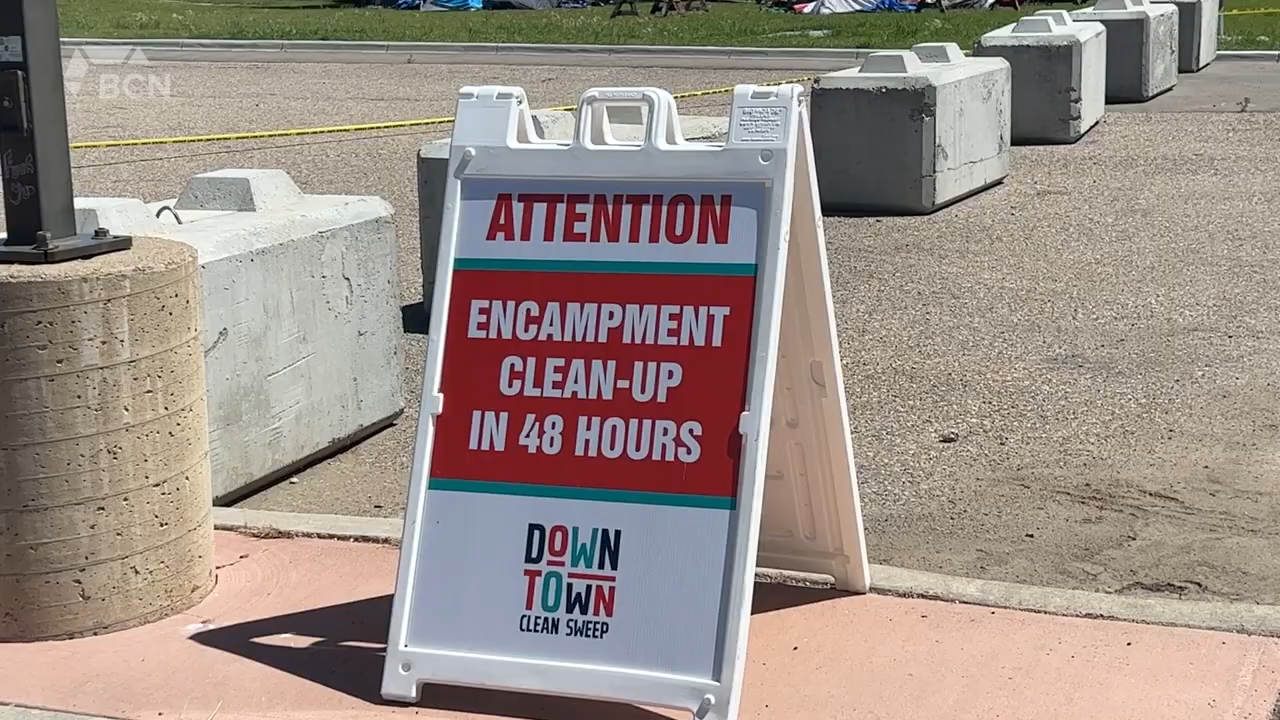 BCN
ATTENTION
ENCAMPMENT
CLEAN-UP
IN 48 HOURS
DOWN
TOWN
CLEAN SWEEP